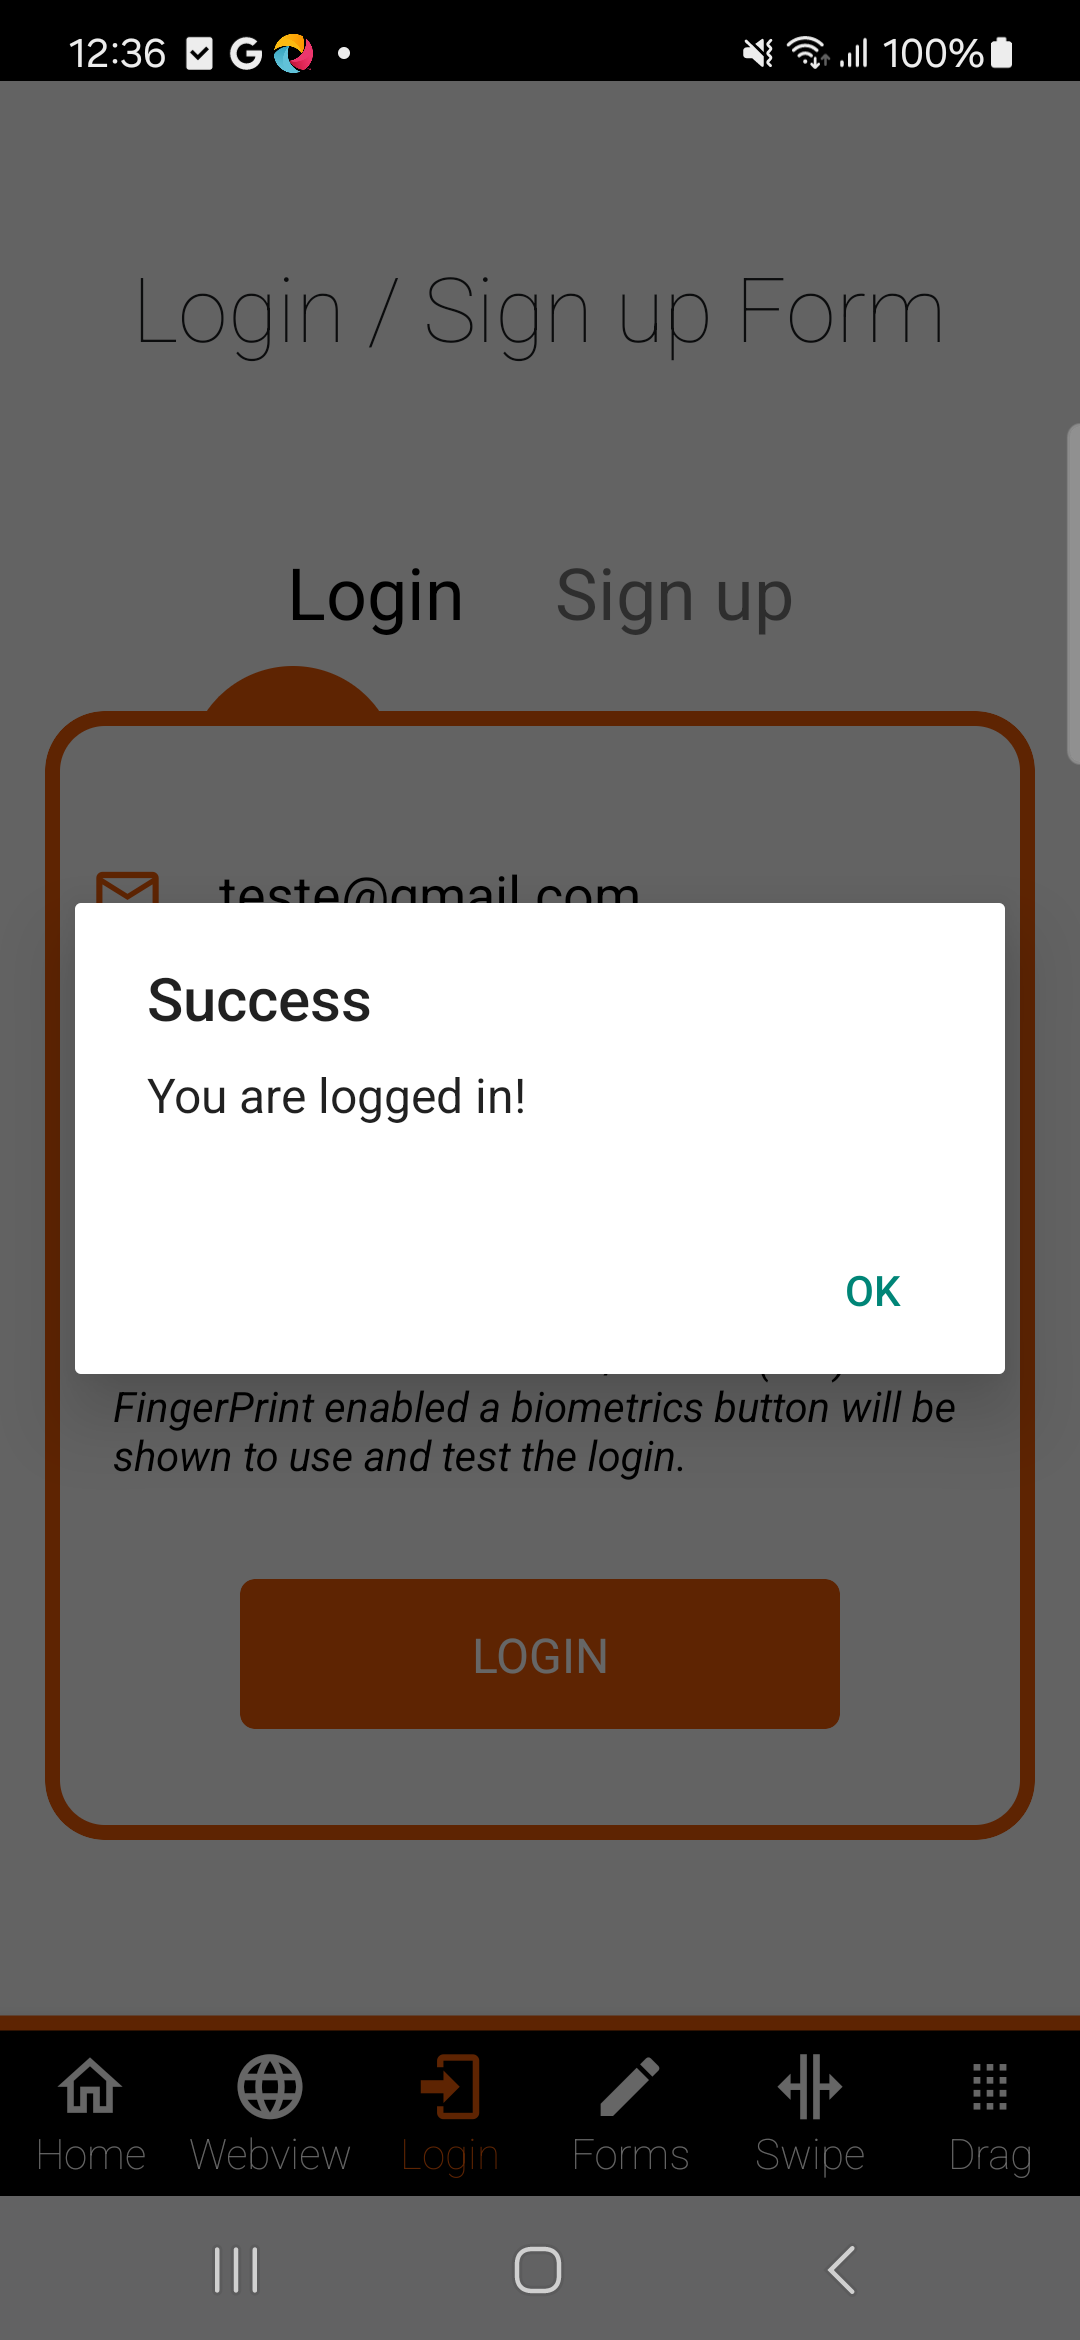 12:36
100%
Login / Sign up Form
Login Sign up
teste@gmail.com
Success
You are logged in!
OK
FingerPrint enabled a biometrics button will be
shown to use and test the login.
LOGIN
Home Webview Login Forms Swipe Drag